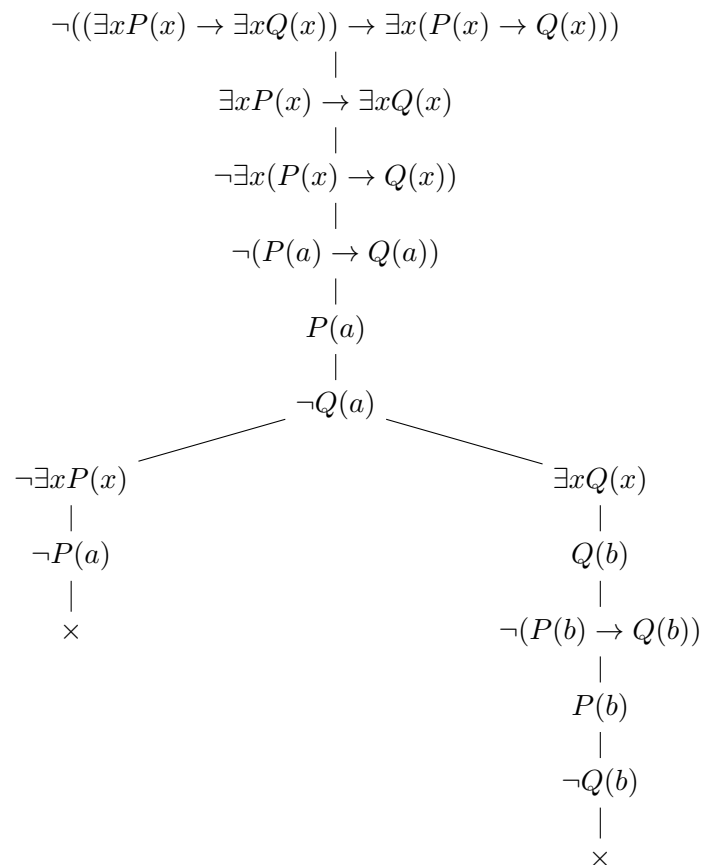 ¬((∃xP(x) → ∃xQ(x)) → ∃x(P(x) → Q(x)))
∃xP(x) → ∃xQ(x)
¬∃x(P(x) → Q(x))
¬(P(a) → Q(a))
P(a)
¬Q(a)
¬∃xP(x) ∃xQ(x)
¬P(a) Q(b)
× ¬(P(b) → Q(b))
P(b)
¬Q(b)
×